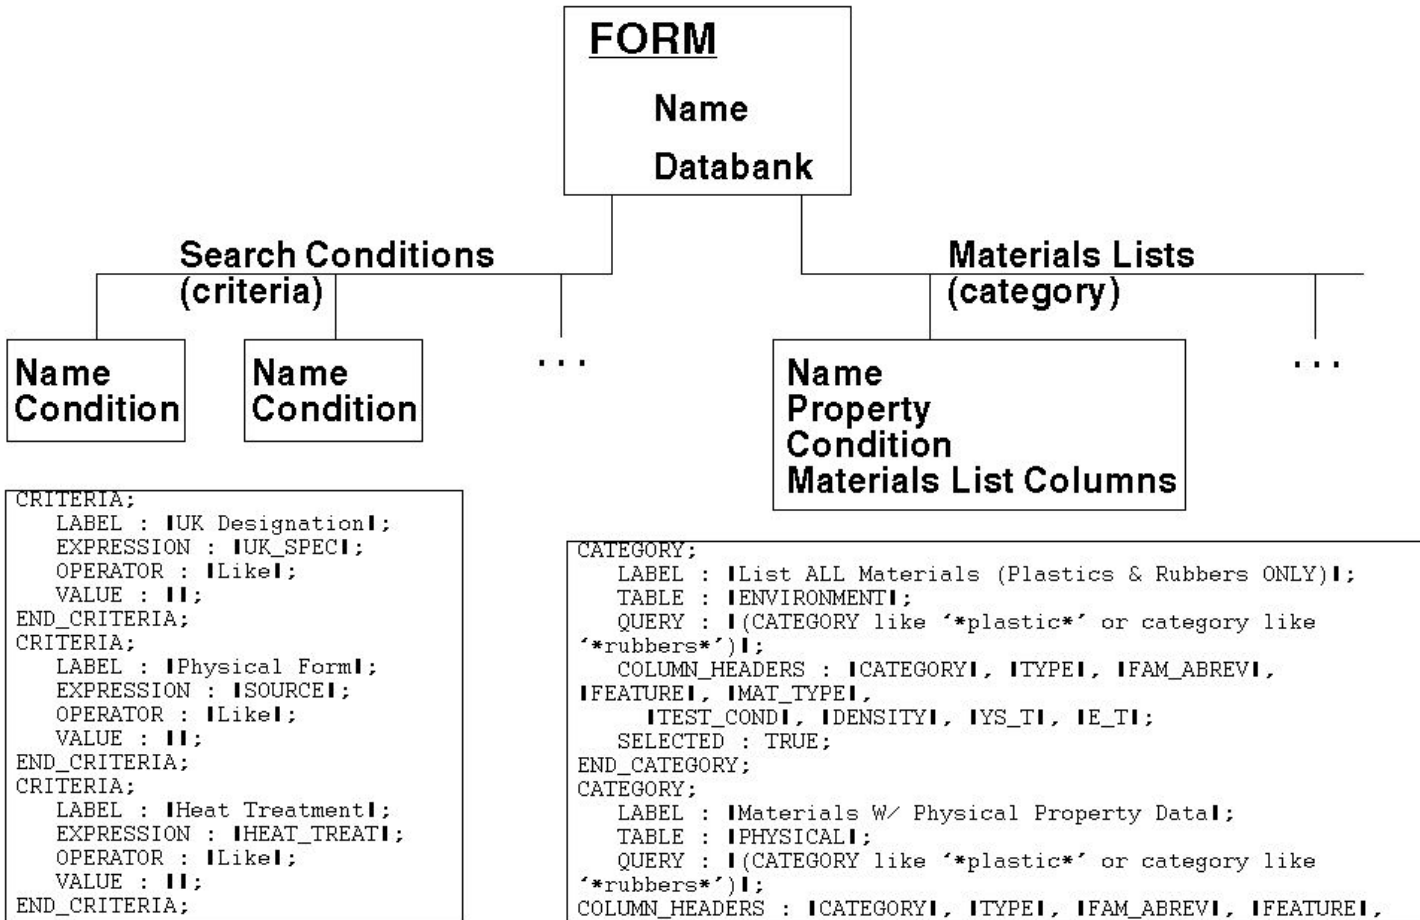 FORM
Name
Databank
Search Conditions
(criteria)
Materials Lists
(category)
Name
Condition
Name
Condition
...
Name
Property
Condition
Materials List Columns
...
CRITERIA;
LABEL : ▮UK Designation▮;
EXPRESSION : ▮UK_SPEC▮;
OPERATOR : ▮Like▮;
VALUE : ▮▮;
END_CRITERIA;
CRITERIA;
LABEL : ▮Physical Form▮;
EXPRESSION : ▮SOURCE▮;
OPERATOR : ▮Like▮;
VALUE : ▮▮;
END_CRITERIA;
CRITERIA;
LABEL : ▮Heat Treatment▮;
EXPRESSION : ▮HEAT_TREAT▮;
OPERATOR : ▮Like▮;
VALUE : ▮▮;
END_CRITERIA;
CATEGORY;
LABEL : ▮List ALL Materials (Plastics & Rubbers ONLY)▮;
TABLE : ▮ENVIRONMENT▮;
QUERY : ▮(CATEGORY like ‘*plastic*’ or category like
‘*rubbers*’)▮;
COLUMN_HEADERS : ▮CATEGORY▮, ▮TYPE▮, ▮FAM_ABREV▮,
▮FEATURE▮, ▮MAT_TYPE▮,
▮TEST_COND▮, ▮DENSITY▮, ▮YS_T▮, ▮E_T▮;
SELECTED : TRUE;
END_CATEGORY;
CATEGORY;
LABEL : ▮Materials W/ Physical Property Data▮;
TABLE : ▮PHYSICAL▮;
QUERY : ▮(CATEGORY like ‘*plastic*’ or category like
‘*rubbers*’)▮;
COLUMN_HEADERS : ▮CATEGORY▮, ▮TYPE▮, ▮FAM_ABREV▮, ▮FEATURE▮,